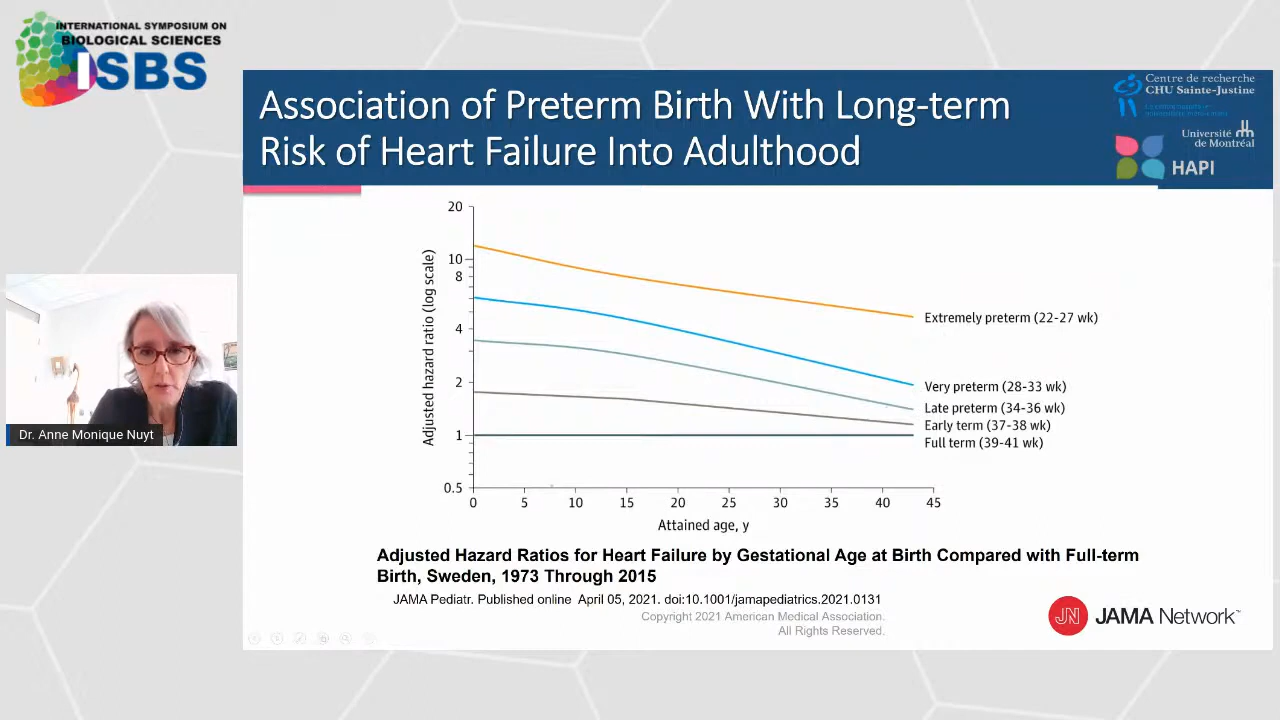 INTERNATIONAL SYMPOSIUM ON
BIOLOGICAL SCIENCES
ISBS
Association of Preterm Birth With Long-term
Risk of Heart Failure Into Adulthood
Centre de recherche
CHU Sainte-Justine
Université
de Montréal
HAPI
Adjusted hazard ratio (log scale)
20
10
8
4
2
1
0.5
0 5 10 15 20 25 30 35 40 45
Attained age, y
Extremely preterm (22-27 wk)
Very preterm (28-33 wk)
Late preterm (34-36 wk)
Early term (37-38 wk)
Full term (39-41 wk)
Dr. Anne Monique Nuyt
Adjusted Hazard Ratios for Heart Failure by Gestational Age at Birth Compared with Full-term
Birth, Sweden, 1973 Through 2015
JAMA Pediatr. Published online April 05, 2021. doi:10.1001/jamapediatrics.2021.0131
Copyright 2021 American Medical Association.
All Rights Reserved.
JN JAMA Network™